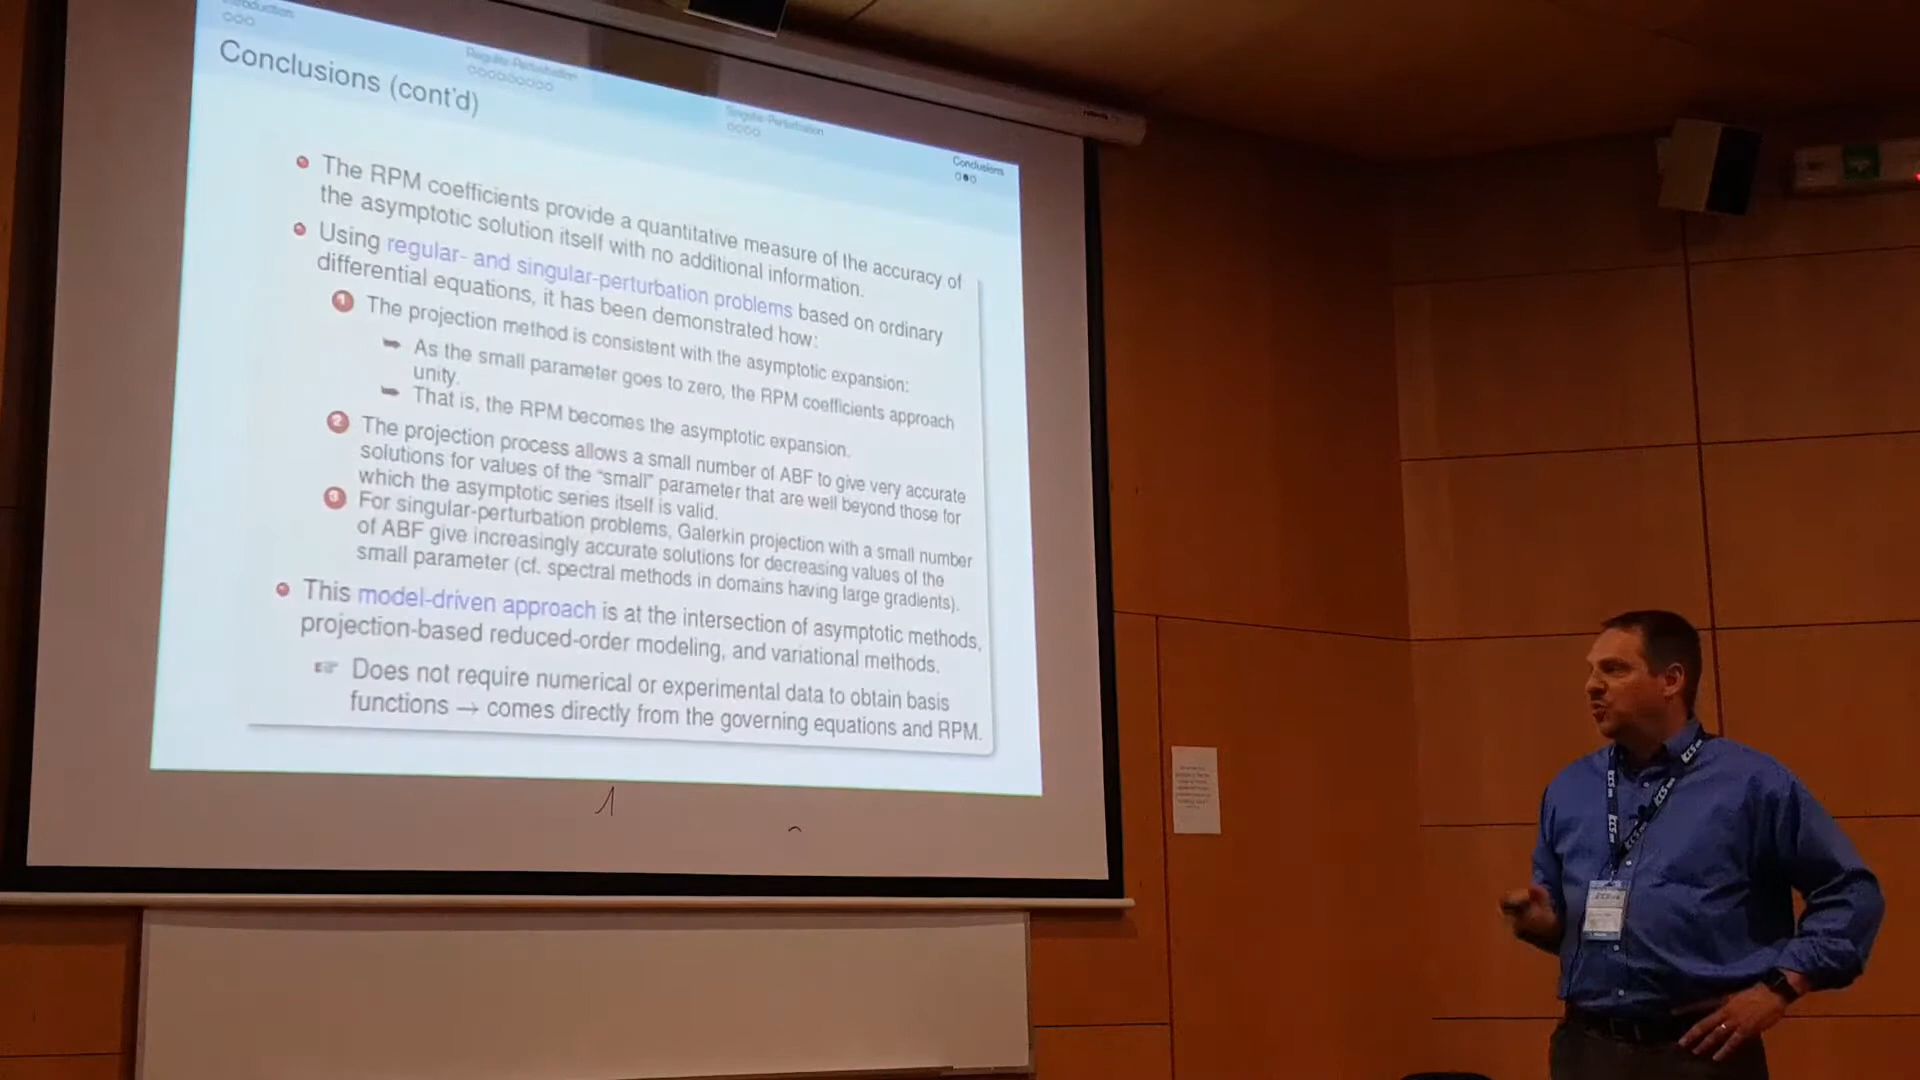 Introduction
Regular-Perturbation
Singular-Perturbation
Conclusions
Conclusions (cont'd)
The RPM coefficients provide a quantitative measure of the accuracy of
the asymptotic solution itself with no additional information.
Using regular- and singular-perturbation problems based on ordinary
differential equations, it has been demonstrated how:
1 The projection method is consistent with the asymptotic expansion:
As the small parameter goes to zero, the RPM coefficients approach
unity.
That is, the RPM becomes the asymptotic expansion.
2 The projection process allows a small number of ABF to give very accurate
solutions for values of the "small" parameter that are well beyond those for
which the asymptotic series itself is valid.
3 For singular-perturbation problems, Galerkin projection with a small number
of ABF give increasingly accurate solutions for decreasing values of the
small parameter (cf. spectral methods in domains having large gradients).
This model-driven approach is at the intersection of asymptotic methods,
projection-based reduced-order modeling, and variational methods.
Does not require numerical or experimental data to obtain basis
functions → comes directly from the governing equations and RPM.